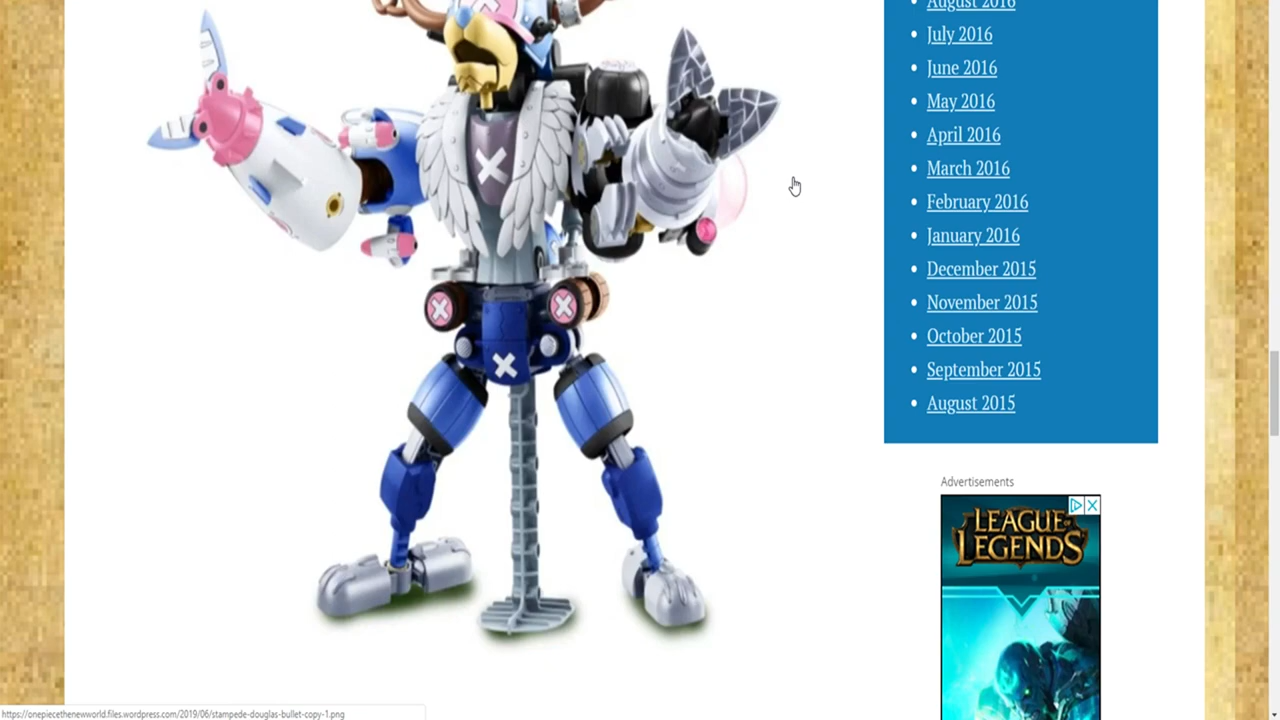 August 2016
July 2016
June 2016
May 2016
April 2016
March 2016
February 2016
January 2016
December 2015
November 2015
October 2015
September 2015
August 2015
Advertisements
LEAGUE
LEGENDS
https://onepiecethenewworld.files.wordpress.com/2019/06/stampede-douglas-bullet-copy-1.png